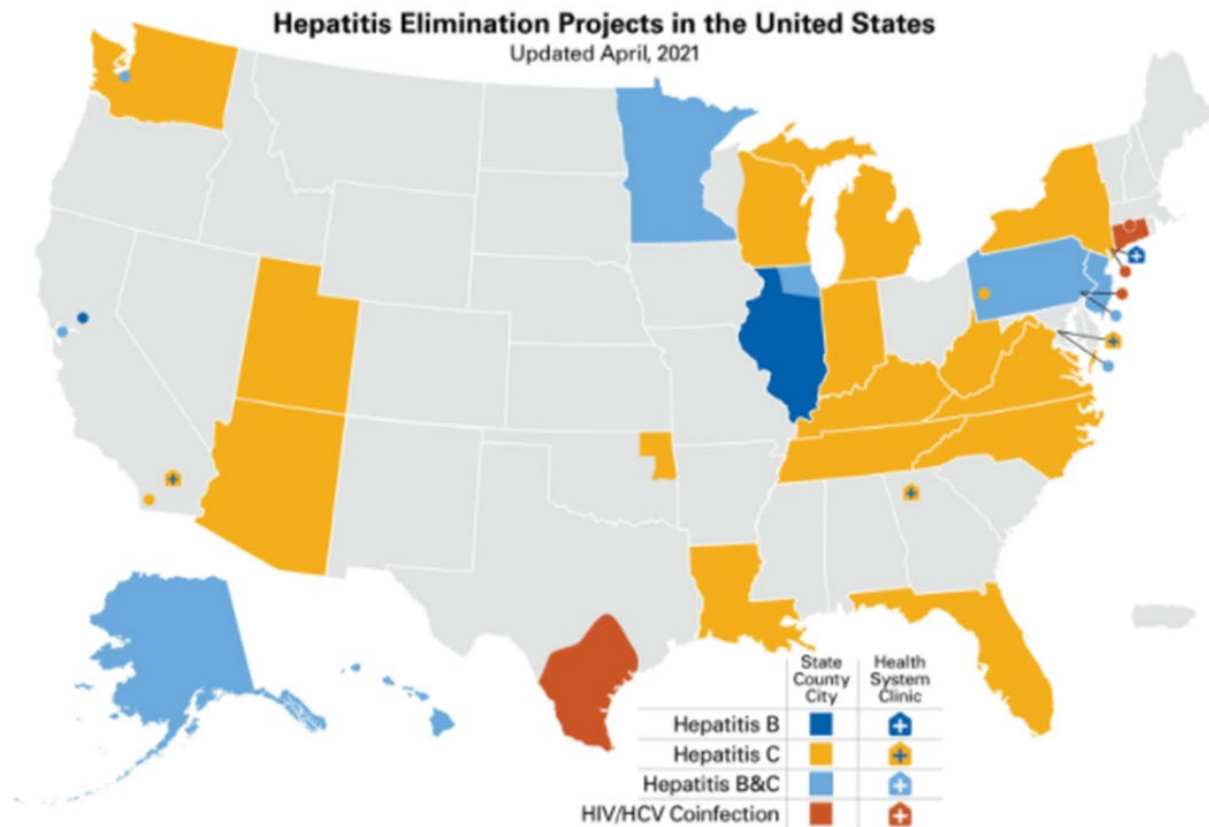 Hepatitis Elimination Projects in the United States
Updated April, 2021
State
County
City
Health
System
Clinic
Hepatitis B
Hepatitis C
Hepatitis B&C
HIV/HCV Coinfection